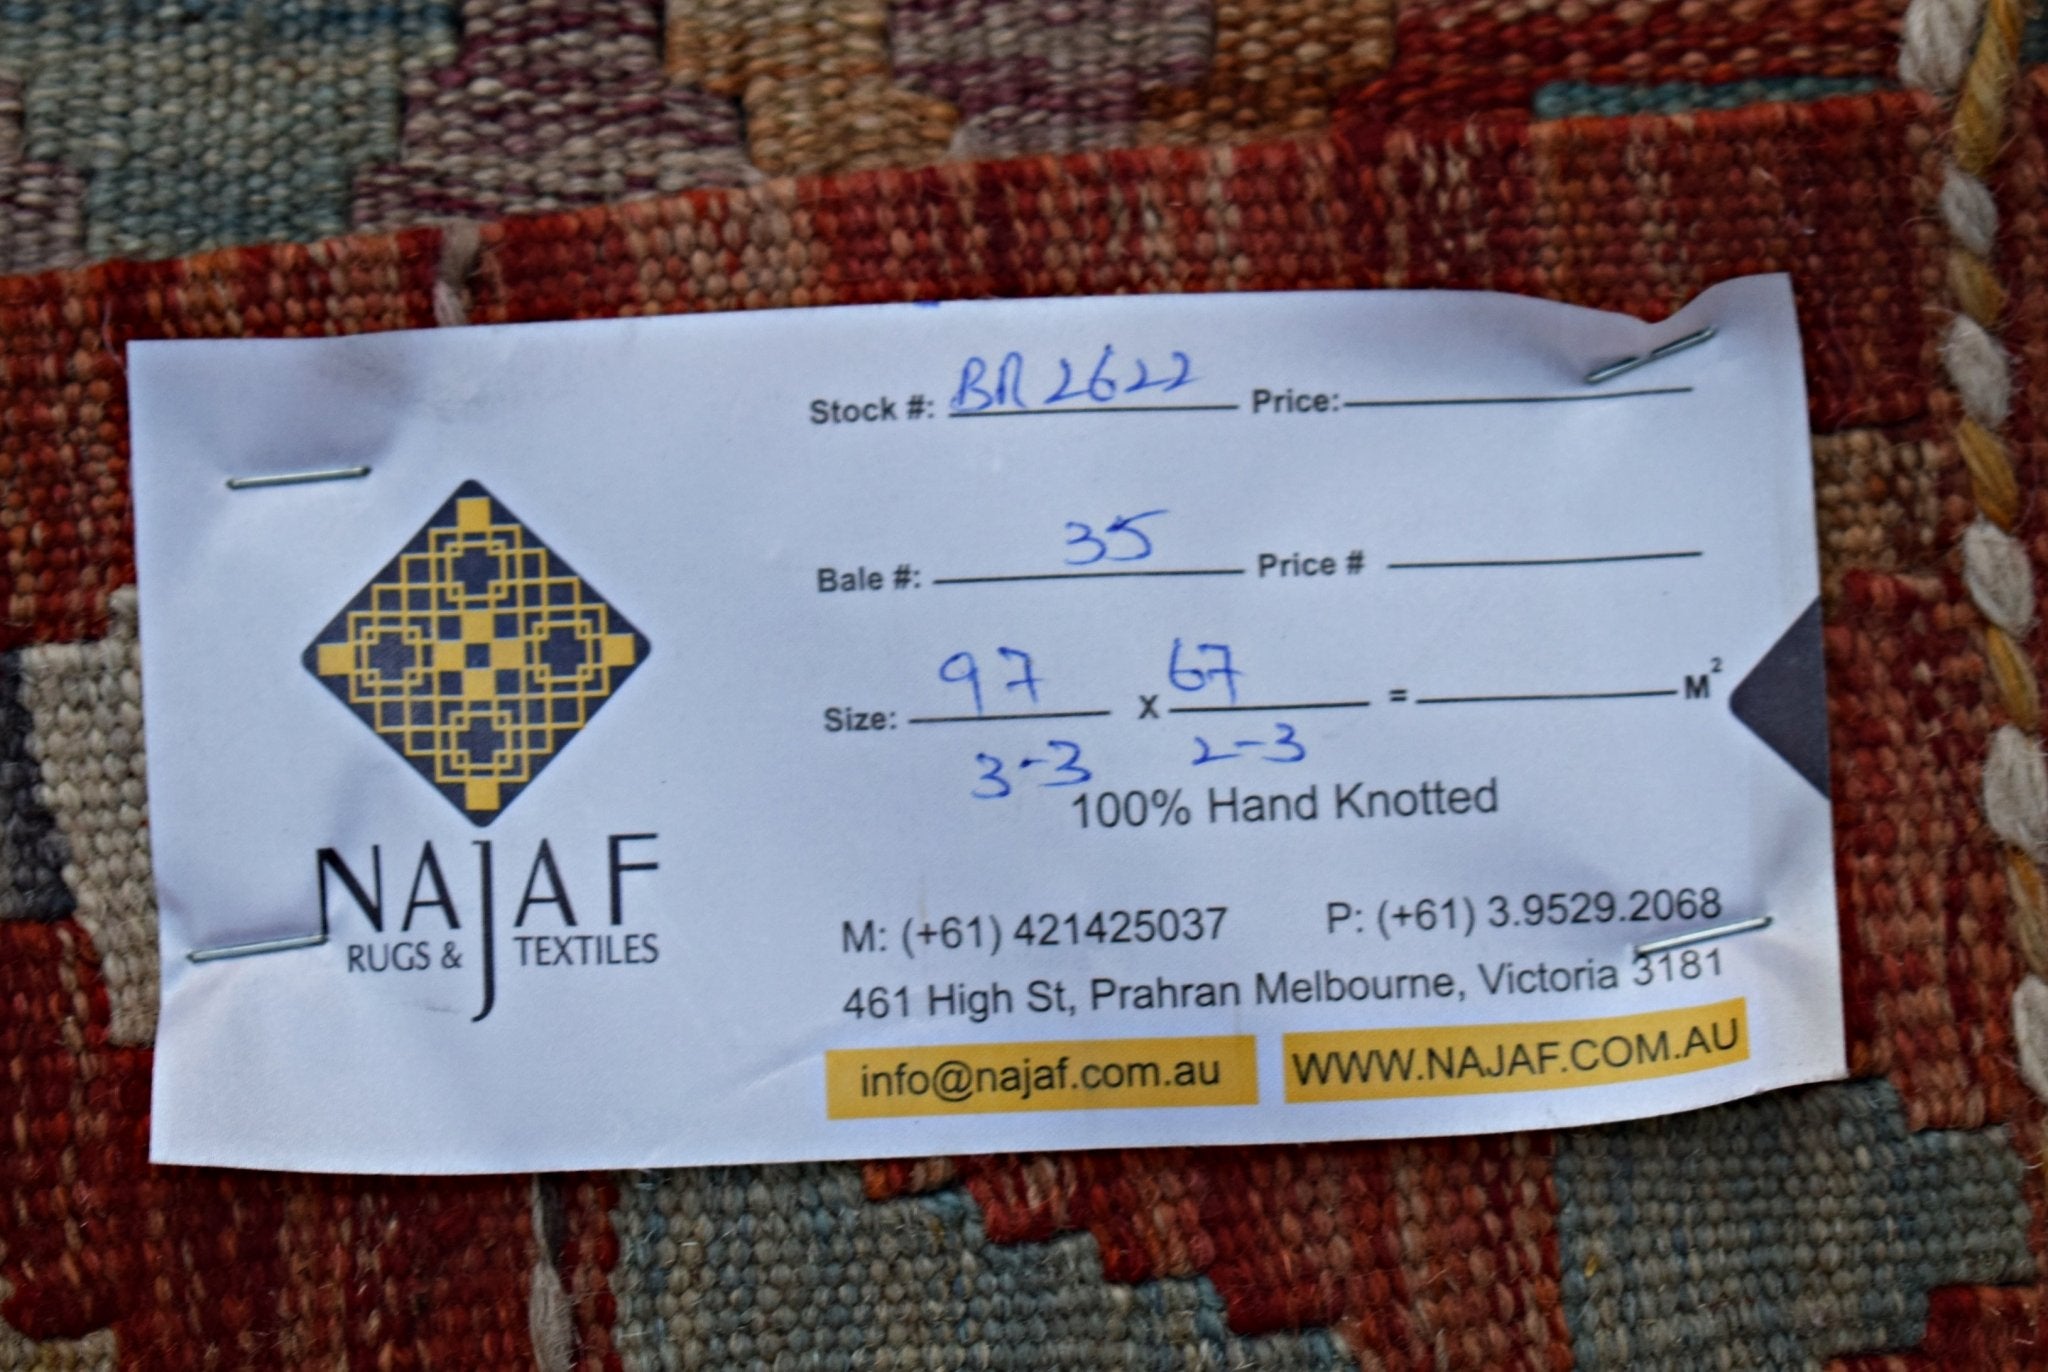 Stock #: BR2622 Price:
Bale #: 35 Price #
Size: 97 X 67 = M²
3-3 2-3
100% Hand Knotted
NAJAF
RUGS & TEXTILES
M: (+61) 421425037 P: (+61) 3.9529.2068
461 High St, Prahran Melbourne, Victoria 3181
info@najaf.com.au WWW.NAJAF.COM.AU